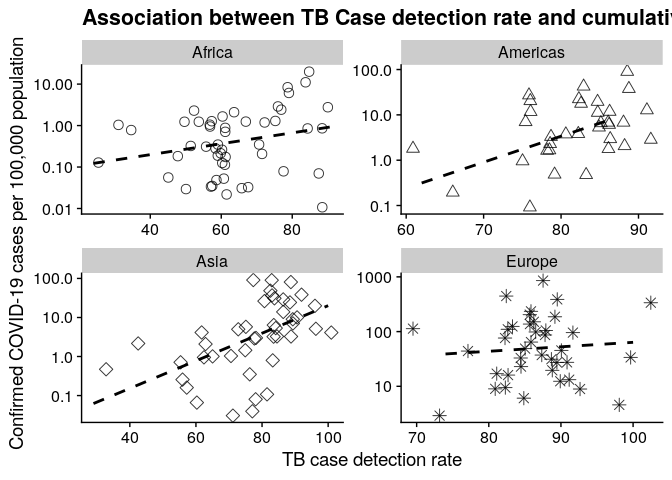 Association between TB Case detection rate and
Confirmed COVID-19 cases per 100,000 population
Africa
10.00
1.00
0.10
0.01
40 60 80
Americas
100.0
10.0
1.0
0.1
60 70 80 90
Asia
100.0
10.0
1.0
0.1
40 60 80 100
Europe
1000
100
10
70 80 90 100
TB case detection rate